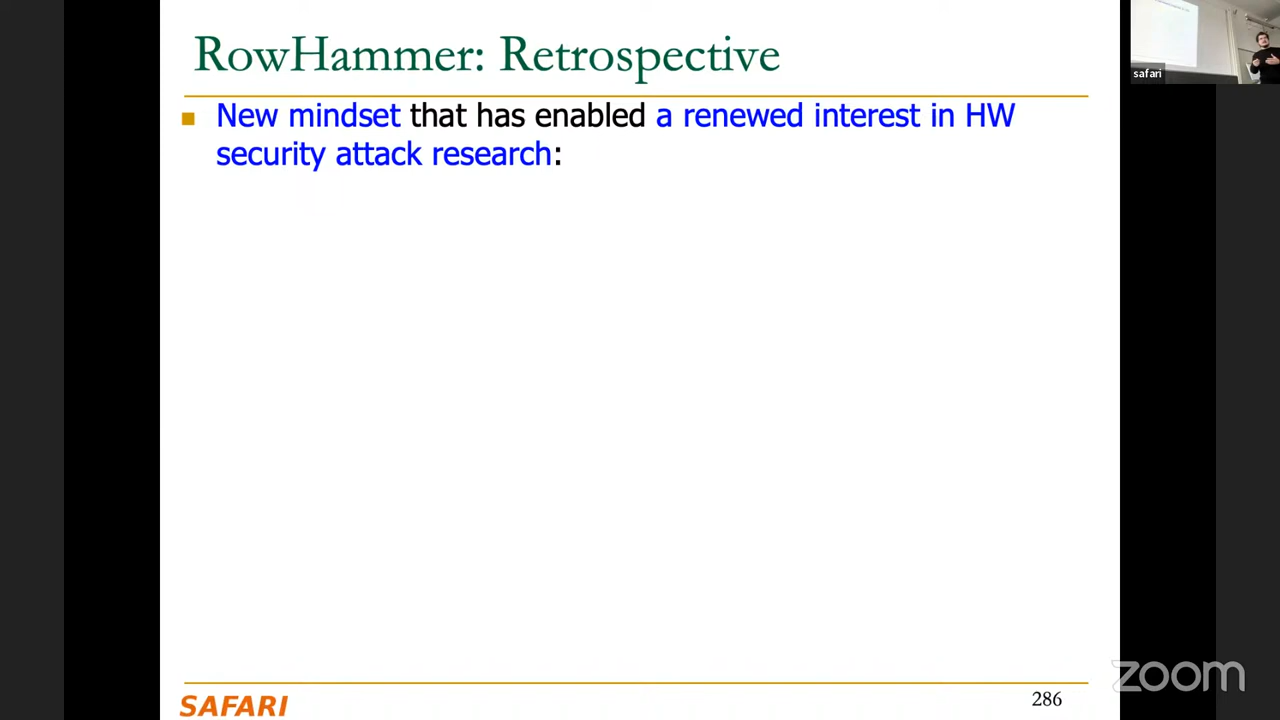 RowHammer: Retrospective
safari
New mindset that has enabled a renewed interest in HW
security attack research:
zoom
SAFARI
286